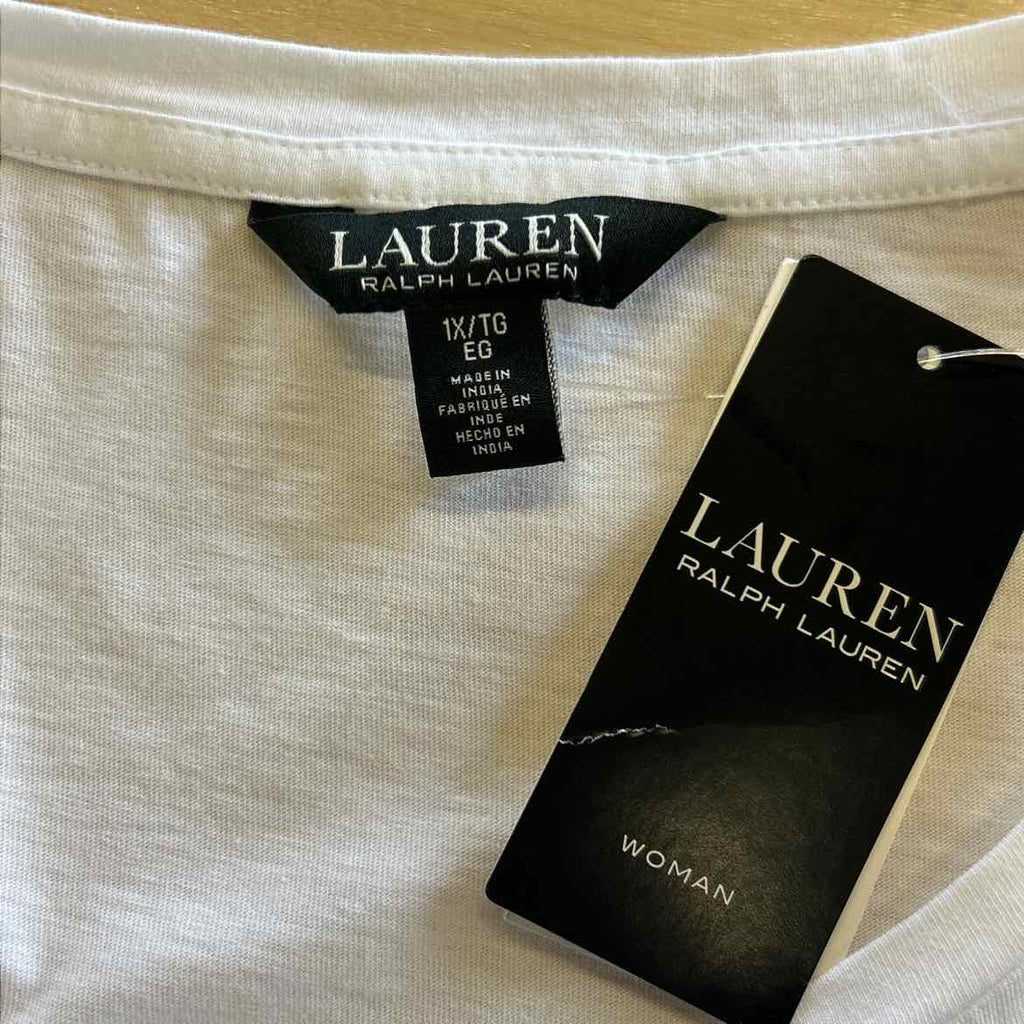 LAUREN
RALPH LAUREN
1X/TG
EG
MADE IN
INDIA
FABRIQUÉ EN
INDE
HECHO EN
INDIA
LAUREN
RALPH LAUREN
WOMAN